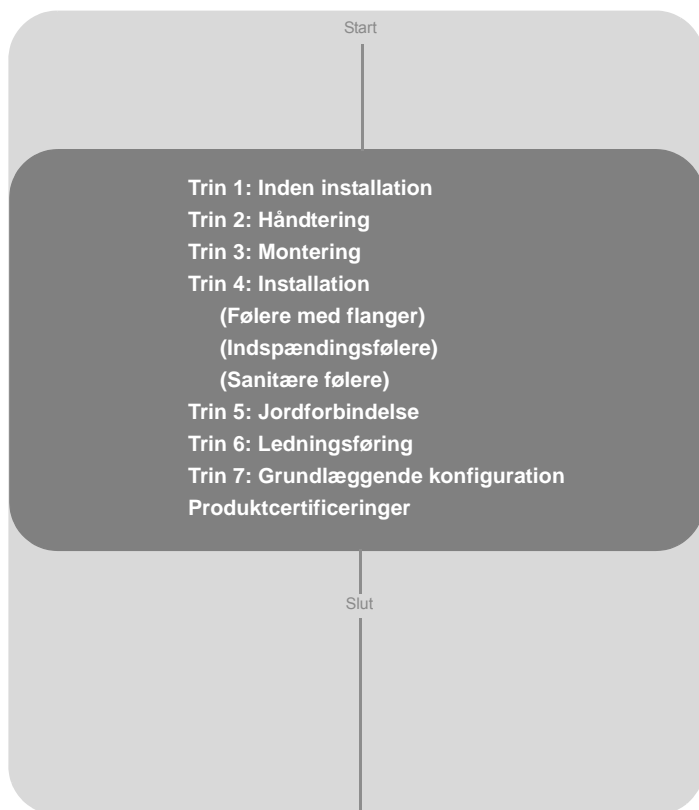 Start
Trin 1: Inden installation
Trin 2: Håndtering
Trin 3: Montering
Trin 4: Installation
(Følere med flanger)
(Indspændingsfølere)
(Sanitære følere)
Trin 5: Jordforbindelse
Trin 6: Ledningsføring
Trin 7: Grundlæggende konfiguration
Produktcertificeringer
Slut